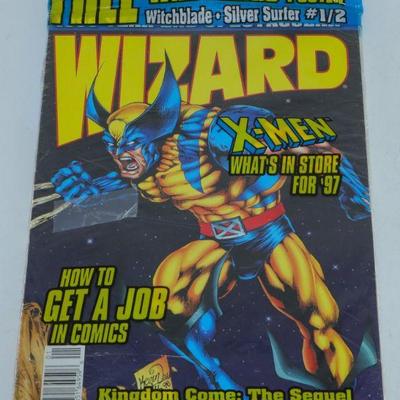 FREE
Witchblade • Silver Surfer #1/2
WIZARD
X-MEN
WHAT'S IN STORE
FOR '97
HOW TO
GET A JOB
IN COMICS
Kingdom Come: The Sequel